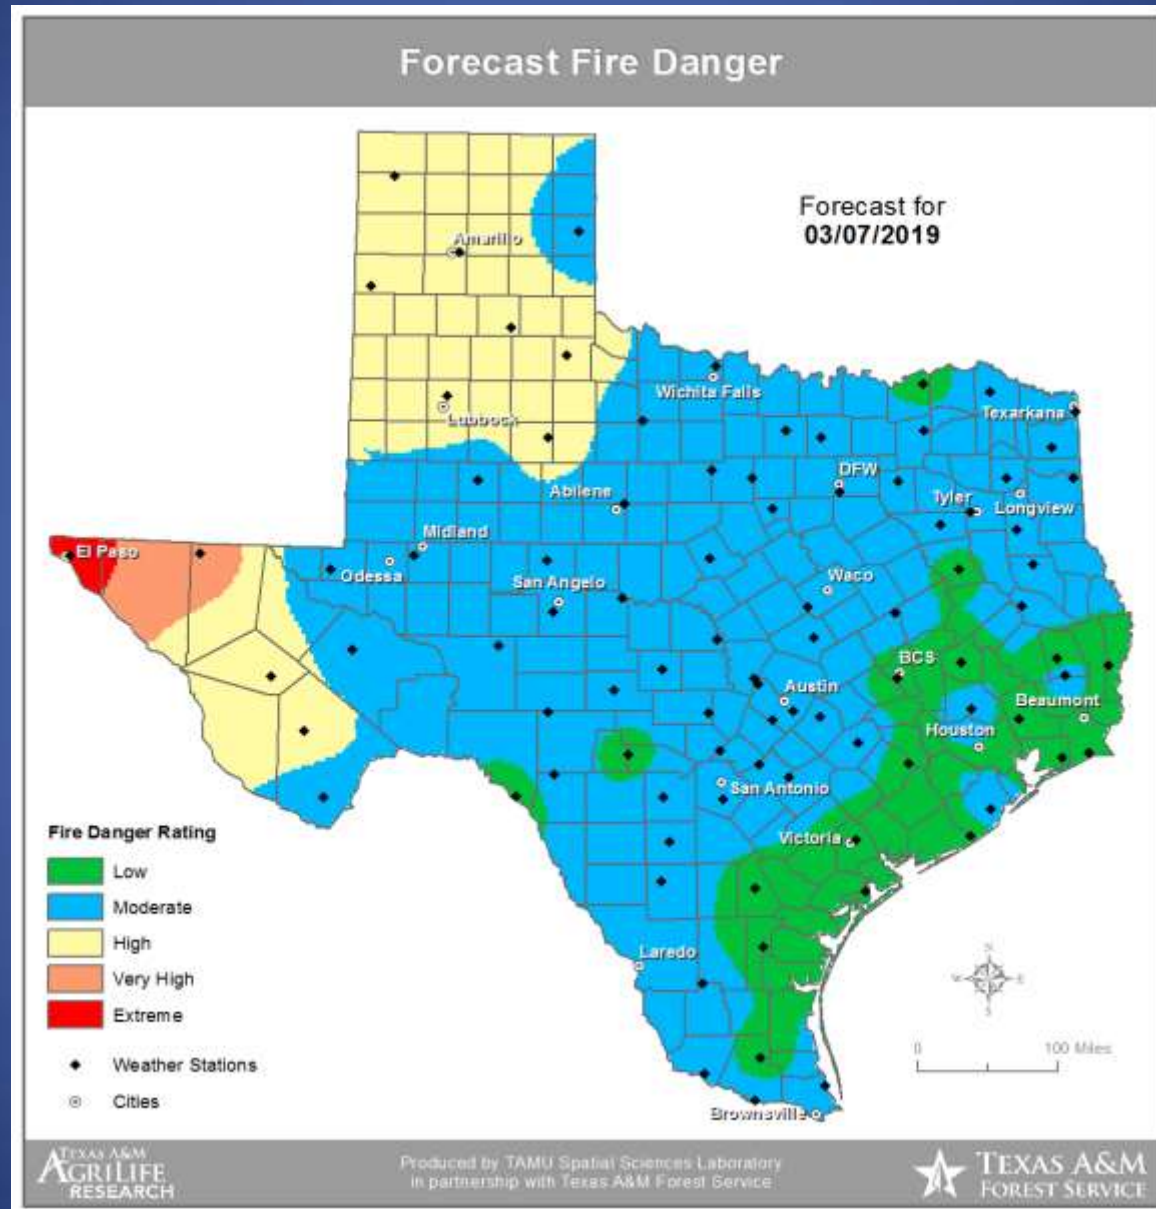 Forecast Fire Danger
Forecast for
03/07/2019
Amarillo
Wichita Falls
Lubbock
Texarkana
DFW
Abilene
Tyler
Longview
Midland
El Paso
Odessa
San Angelo
Waco
BCS
Austin
Beaumont
Houston
San Antonio
Victoria
Laredo
Brownsville
Fire Danger Rating
Low
Moderate
High
Very High
Extreme
Weather Stations
Cities
N
W E
S
0 100 Miles
TEXAS A&M
AGRILIFE
RESEARCH
Produced by TAMU Spatial Sciences Laboratory
in partnership with Texas A&M Forest Service
TEXAS A&M
FOREST SERVICE